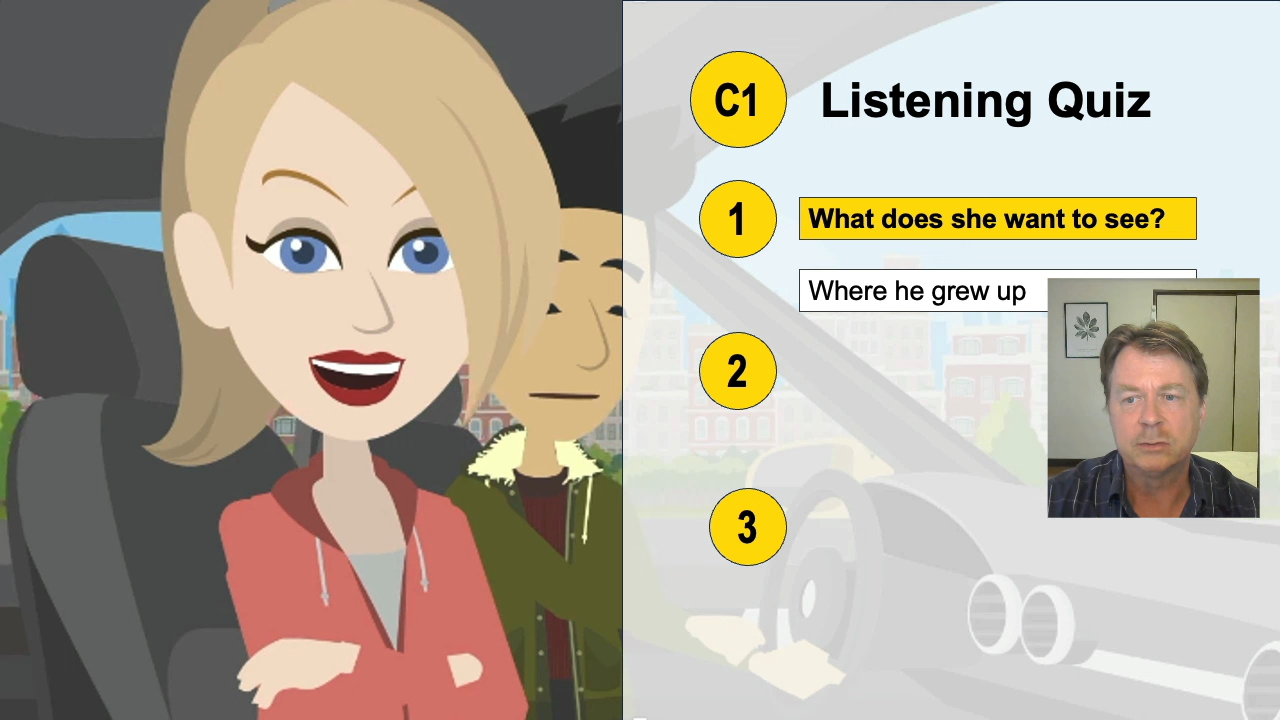 C1 Listening Quiz
1 What does she want to see?
Where he grew up
2
3